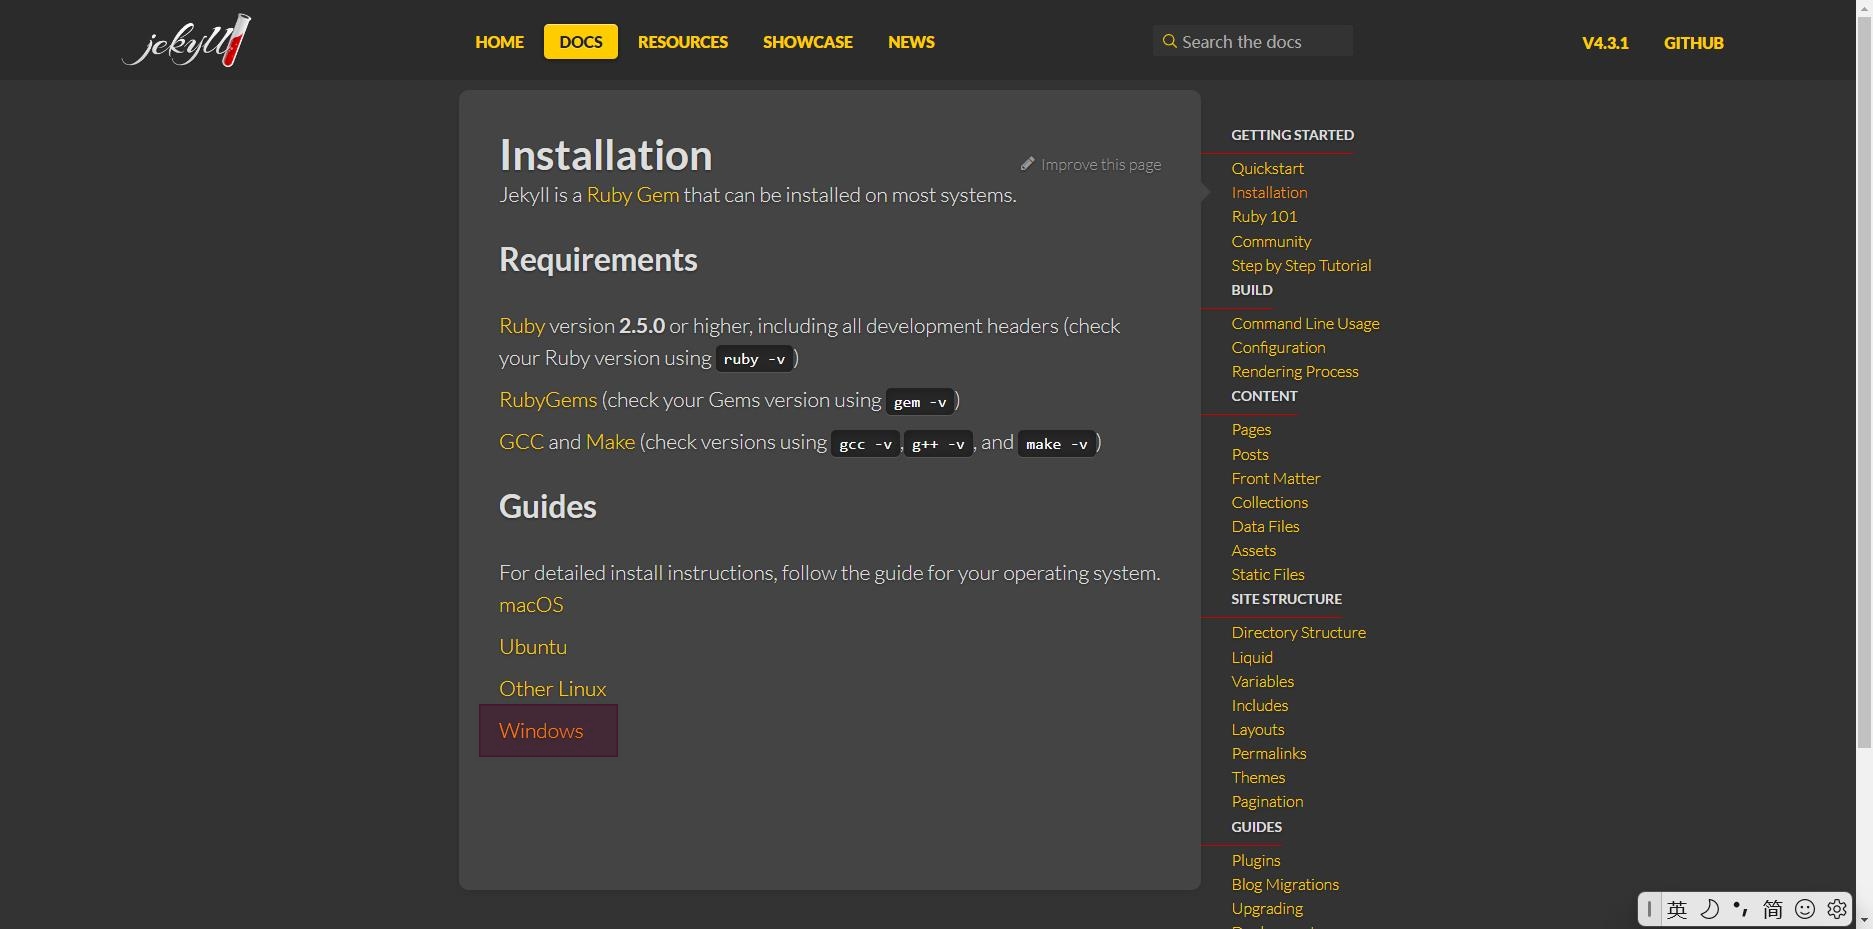 jekyll
HOME
DOCS
RESOURCES
SHOWCASE
NEWS
Search the docs
V4.3.1
GITHUB
Installation
Improve this page
Jekyll is a Ruby Gem that can be installed on most systems.
Requirements
Ruby version 2.5.0 or higher, including all development headers (check
your Ruby version using ruby -v)
RubyGems (check your Gems version using gem -v)
GCC and Make (check versions using gcc -v, g++ -v, and make -v)
Guides
For detailed install instructions, follow the guide for your operating system.
macOS
Ubuntu
Other Linux
Windows
GETTING STARTED
Quickstart
Installation
Ruby 101
Community
Step by Step Tutorial
BUILD
Command Line Usage
Configuration
Rendering Process
CONTENT
Pages
Posts
Front Matter
Collections
Data Files
Assets
Static Files
SITE STRUCTURE
Directory Structure
Liquid
Variables
Includes
Layouts
Permalinks
Themes
Pagination
GUIDES
Plugins
Blog Migrations
Upgrading
英 简